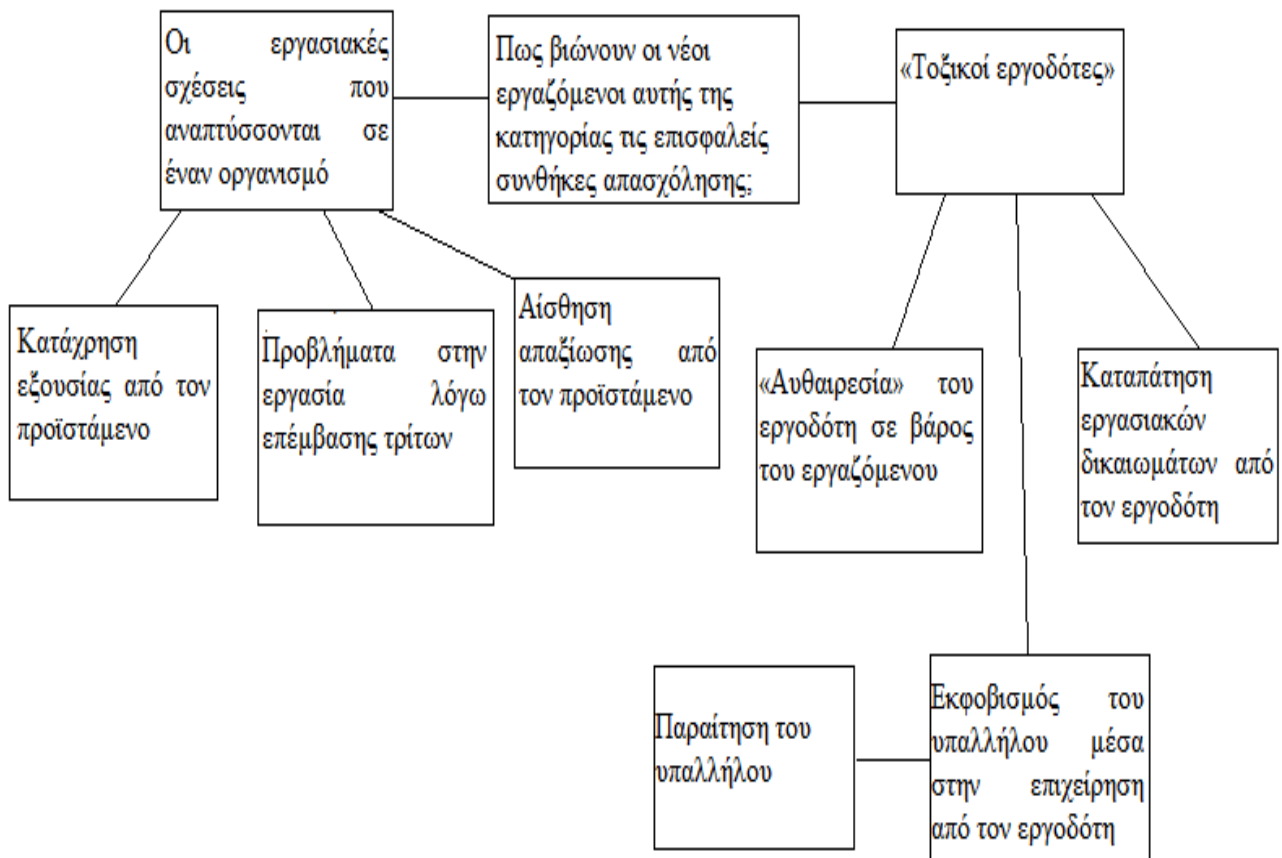 Οι εργασιακές
σχέσεις που
αναπτύσσονται σε
έναν οργανισμό
Πως βιώνουν οι νέοι
εργαζόμενοι αυτής της
κατηγορίας τις επισφαλείς
συνθήκες απασχόλησης;
«Τοξικοί εργοδότες»
Κατάχρηση
εξουσίας από τον
προϊστάμενο
Προβλήματα στην
εργασία λόγω
επέμβασης τρίτων
Αίσθηση
απαξίωσης από
τον προϊστάμενο
«Αυθαιρεσία» του
εργοδότη σε βάρος
του εργαζόμενου
Καταπάτηση
εργασιακών
δικαιωμάτων από
τον εργοδότη
Παραίτηση του
υπαλλήλου
Εκφοβισμός του
υπαλλήλου μέσα
στην επιχείρηση
από τον εργοδότη